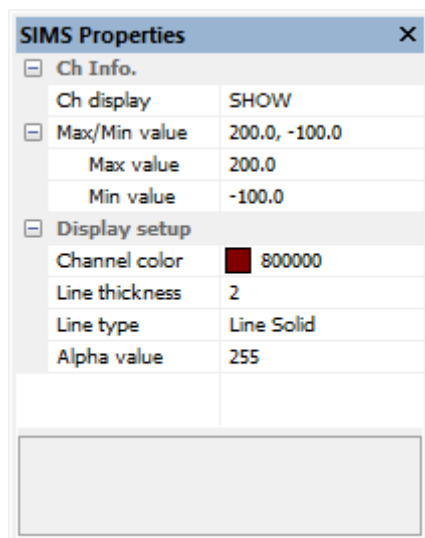 SIMS Properties
Ch Info.
Ch display SHOW
Max/Min value 200.0, -100.0
Max value 200.0
Min value -100.0
Display setup
Channel color 800000
Line thickness 2
Line type Line Solid
Alpha value 255